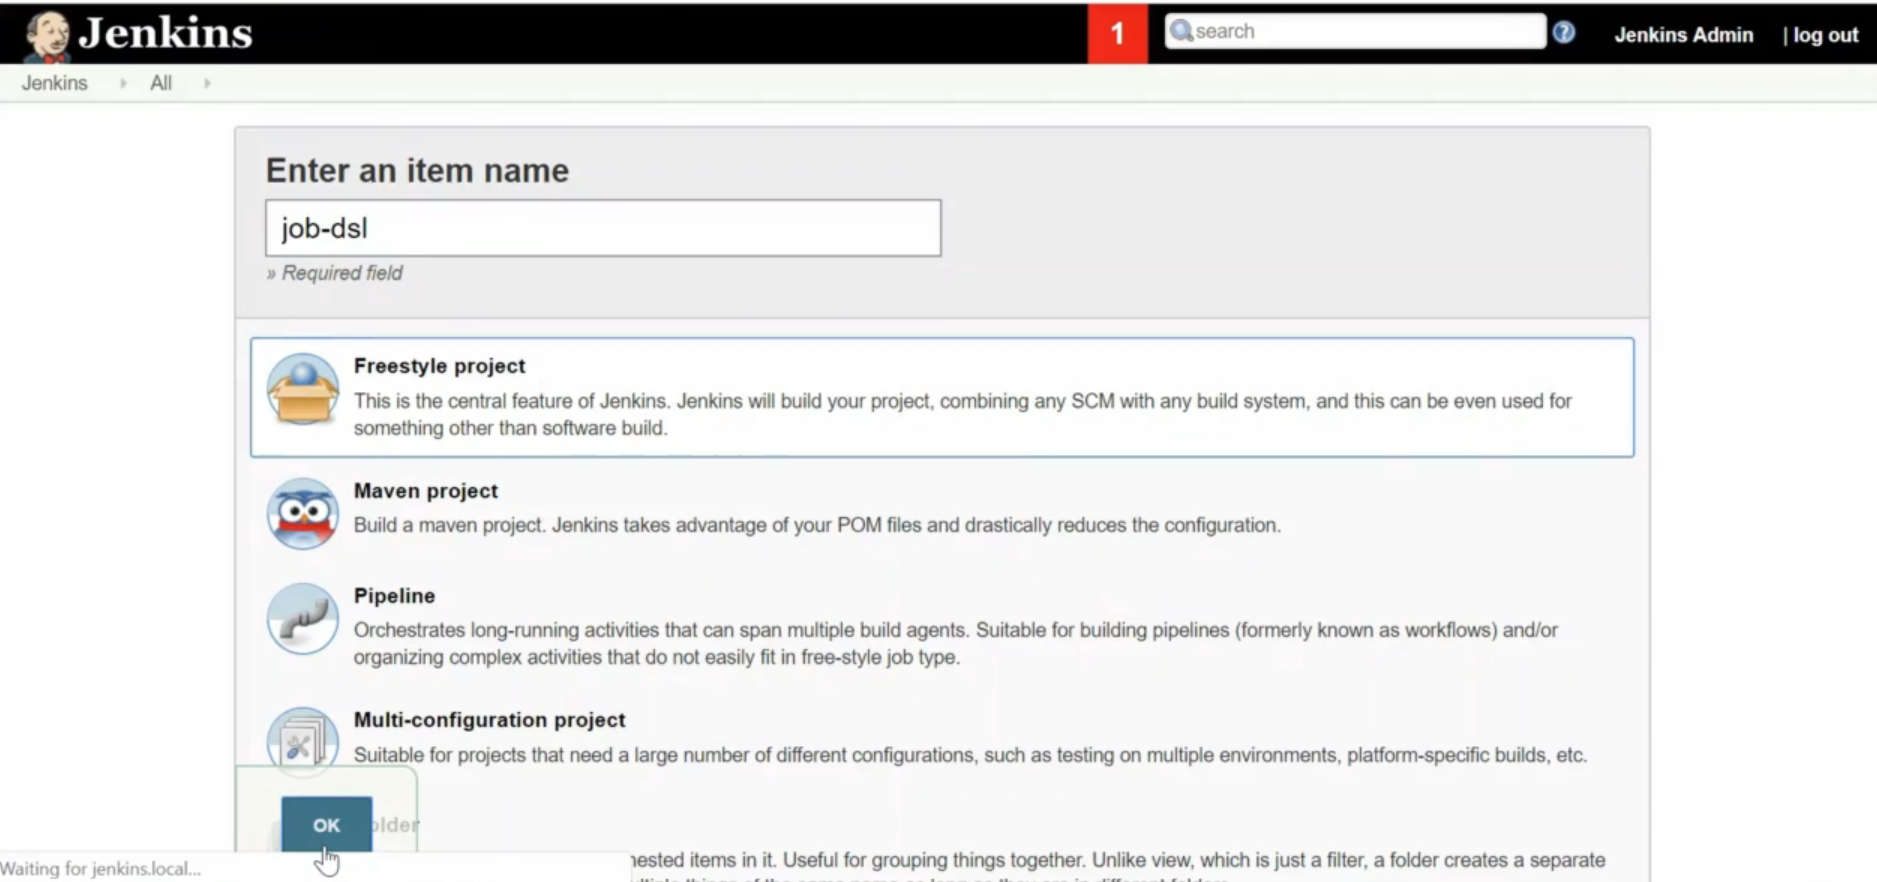 Jenkins
1
search
Jenkins Admin
| log out
Jenkins
All
Enter an item name
job-dsl
» Required field
Freestyle project
This is the central feature of Jenkins. Jenkins will build your project, combining any SCM with any build system, and this can be even used for
something other than software build.
Maven project
Build a maven project. Jenkins takes advantage of your POM files and drastically reduces the configuration.
Pipeline
Orchestrates long-running activities that can span multiple build agents. Suitable for building pipelines (formerly known as workflows) and/or
organizing complex activities that do not easily fit in free-style job type.
Multi-configuration project
Suitable for projects that need a large number of different configurations, such as testing on multiple environments, platform-specific builds, etc.
OK
older
nested items in it. Useful for grouping things together. Unlike view, which is just a filter, a folder creates a separate
Waiting for jenkins.local...